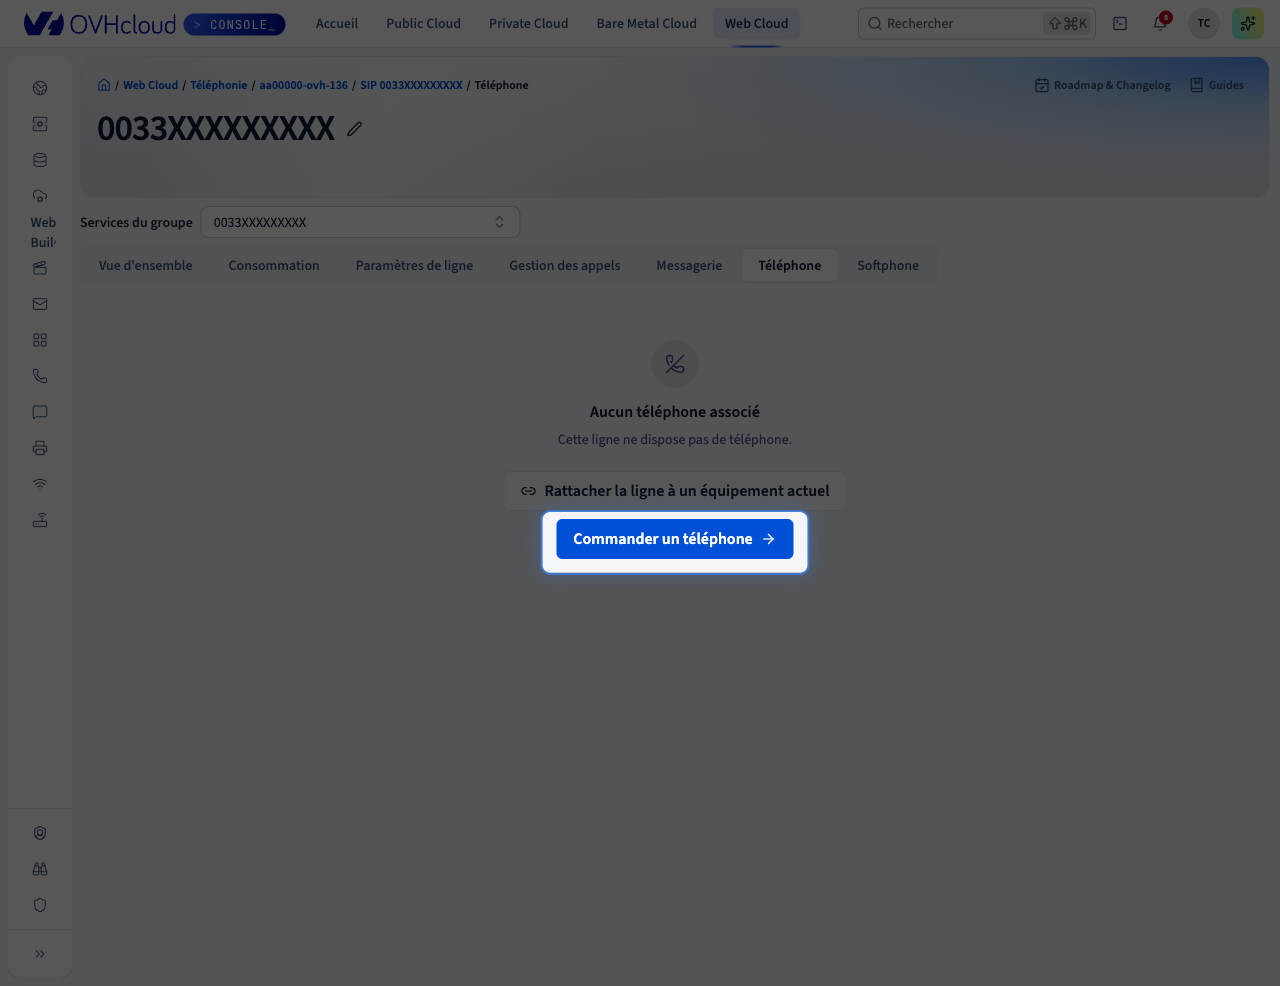 OVHcloud > CONSOLE_
Accueil
Public Cloud
Private Cloud
Bare Metal Cloud
Web Cloud
Rechercher
⇧⌘K
8
TC
/ Web Cloud / Téléphonie / aa00000-ovh-136 / SIP 0033XXXXXXXXX / Téléphone
Roadmap & Changelog
Guides
0033XXXXXXXXX
Web
Buil
Services du groupe
0033XXXXXXXXX
Vue d'ensemble
Consommation
Paramètres de ligne
Gestion des appels
Messagerie
Téléphone
Softphone
Aucun téléphone associé
Cette ligne ne dispose pas de téléphone.
Rattacher la ligne à un équipement actuel
Commander un téléphone